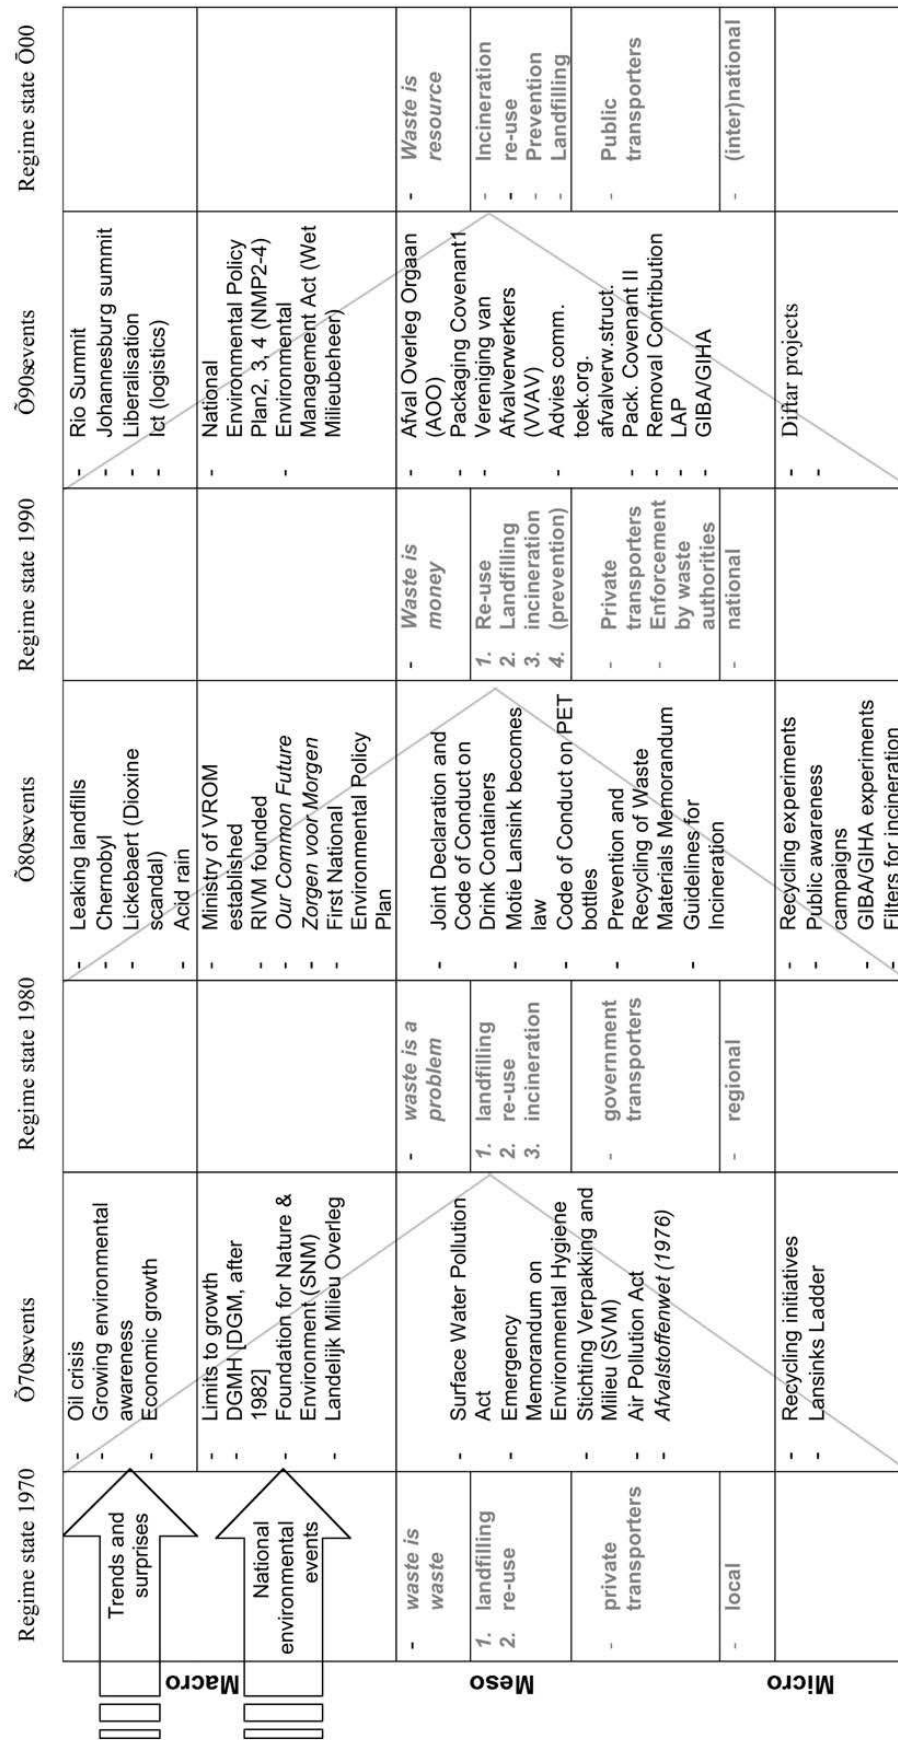 Regime state 1970
Õ70sevents
Regime state 1980
Õ80sevents
Regime state 1990
Õ90sevents
Regime state Õ00
Macro
Trends and
surprises
- Oil crisis
- Growing environmental
awareness
- Economic growth
- Leaking landfills
- Chernobyl
- Lickebaert (Dioxine
scandal)
- Acid rain
- Rio Summit
- Johannesburg summit
- Liberalisation
- Ict (logistics)
National
environmental
events
- Limits to growth
- DGMH [DGM, after
1982]
- Foundation for Nature &
Environment (SNM)
- Landelijk Milieu Overleg
- Ministry of VROM
established
- RIVM founded
- Our Common Future
- Zorgen voor Morgen
- First National
Environmental Policy
Plan
- National
Environmental Policy
Plan2, 3, 4 (NMP2-4)
- Environmental
Management Act (Wet
Milieubeheer)
Meso
- waste is
waste
1. landfilling
2. re-use
- private
transporters
- local
- Surface Water Pollution
Act
- Emergency
Memorandum on
Environmental Hygiene
- Stichting Verpakking and
Milieu (SVM)
- Air Pollution Act
- Afvalstoffenwet (1976)
- waste is a
problem
1. landfilling
2. re-use
3. incineration
- government
transporters
- regional
- Joint Declaration and
Code of Conduct on
Drink Containers
- Motie Lansink becomes
law
- Code of Conduct on PET
bottles
- Prevention and
Recycling of Waste
Materials Memorandum
- Guidelines for
Incineration
- Waste is
money
1. Re-use
2. Landfilling
3. incineration
4. (prevention)
- Private
transporters
- Enforcement
by waste
authorities
- national
- Afval Overleg Orgaan
(AOO)
- Packaging Covenant1
- Vereniging van
Afvalverwerkers
(VVAV)
- Advies comm.
toek.org.
afvalverw.struct.
- Pack. Covenant II
- Removal Contribution
- LAP
- GIBA/GIHA
- Waste is
resource
- Incineration
- re-use
- Prevention
- Landfilling
- Public
transporters
- (inter)national
Micro
- Recycling initiatives
- Lansinks Ladder
- Recycling experiments
- Public awareness
campaigns
- GIBA/GIHA experiments
- Filters for incineration
- Diftar projects
-